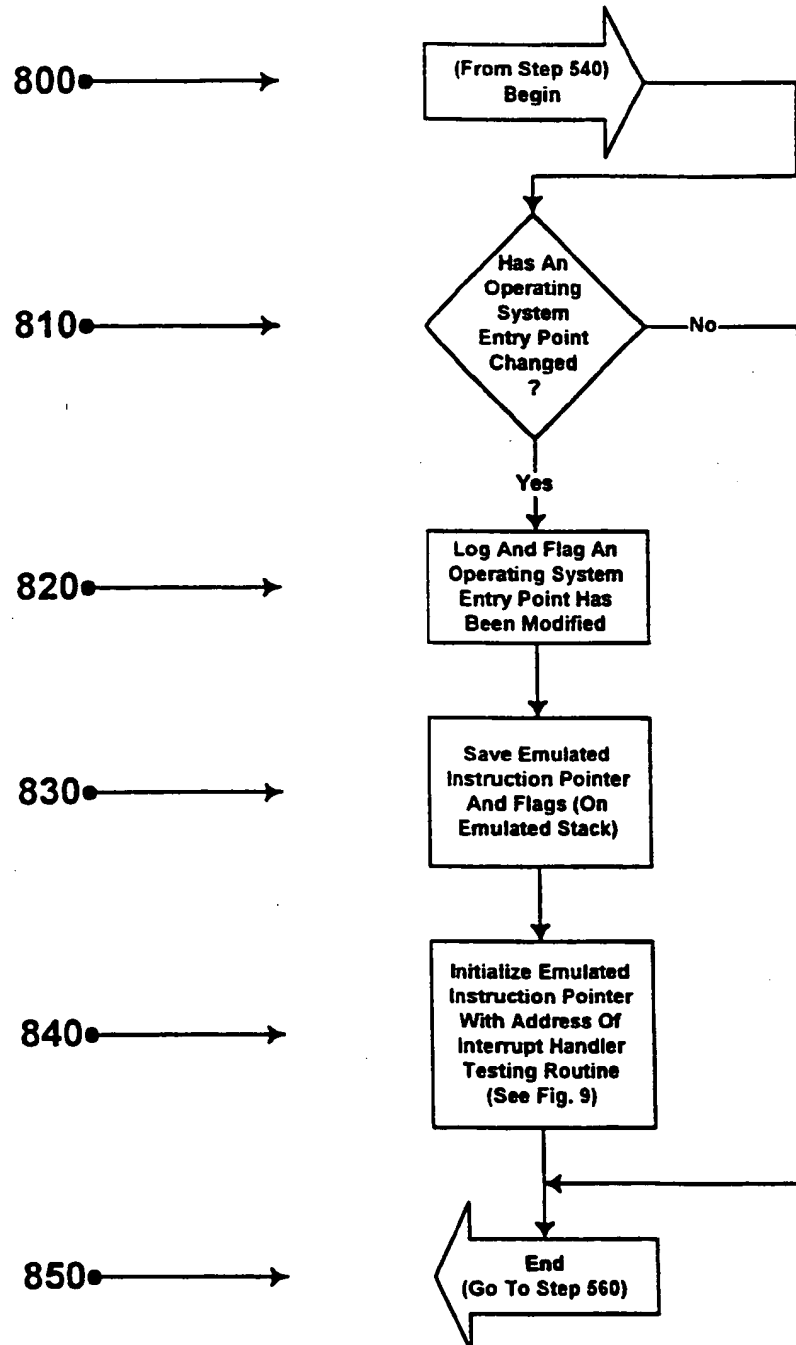 800
(From Step 540)
Begin
810
Has An
Operating
System
Entry Point
Changed
?
No
Yes
820
Log And Flag An
Operating System
Entry Point Has
Been Modified
830
Save Emulated
Instruction Pointer
And Flags (On
Emulated Stack)
840
Initialize Emulated
Instruction Pointer
With Address Of
Interrupt Handler
Testing Routine
(See Fig. 9)
850
End
(Go To Step 560)